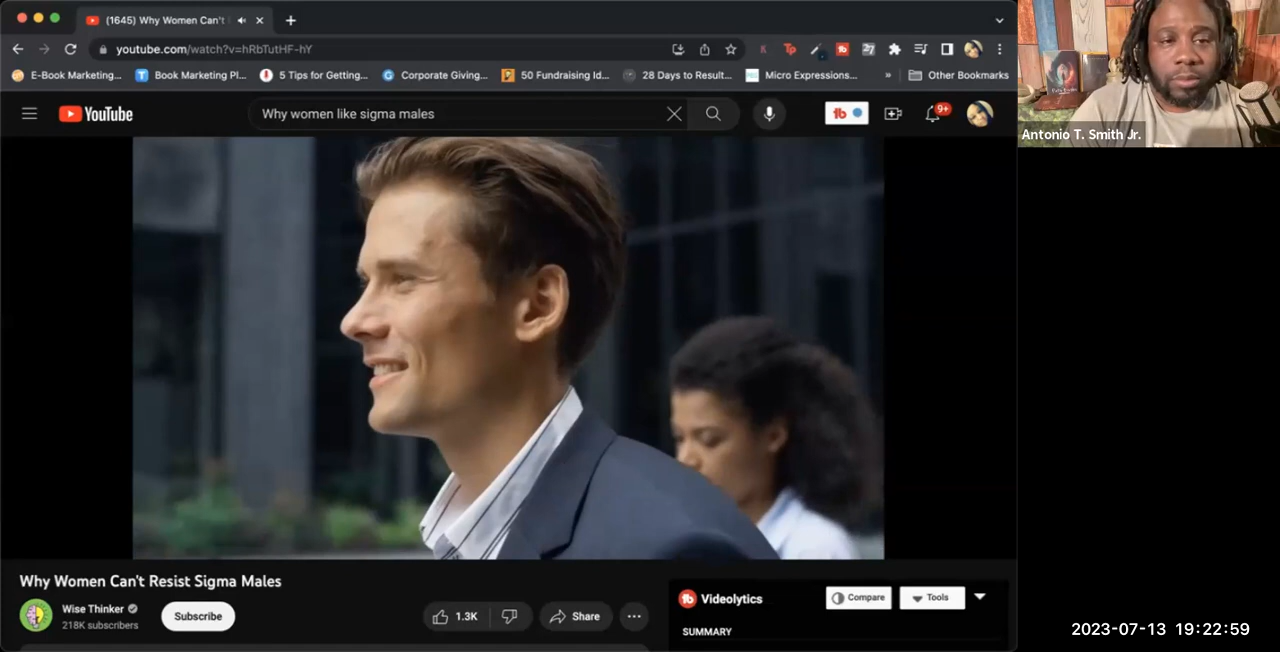 (1645) Why Women Can't
youtube.com/watch?v=hRbTutHF-hY
E-Book Marketing...
Book Marketing Pl...
5 Tips for Getting...
Corporate Giving...
50 Fundraising Id...
28 Days to Result...
Micro Expressions...
»
Other Bookmarks
YouTube
Why women like sigma males
9+
Antonio T. Smith Jr.
Why Women Can't Resist Sigma Males
Wise Thinker
218K subscribers
Subscribe
1.3K
Share
Videolytics
Compare
Tools
SUMMARY
2023-07-13 19:22:59